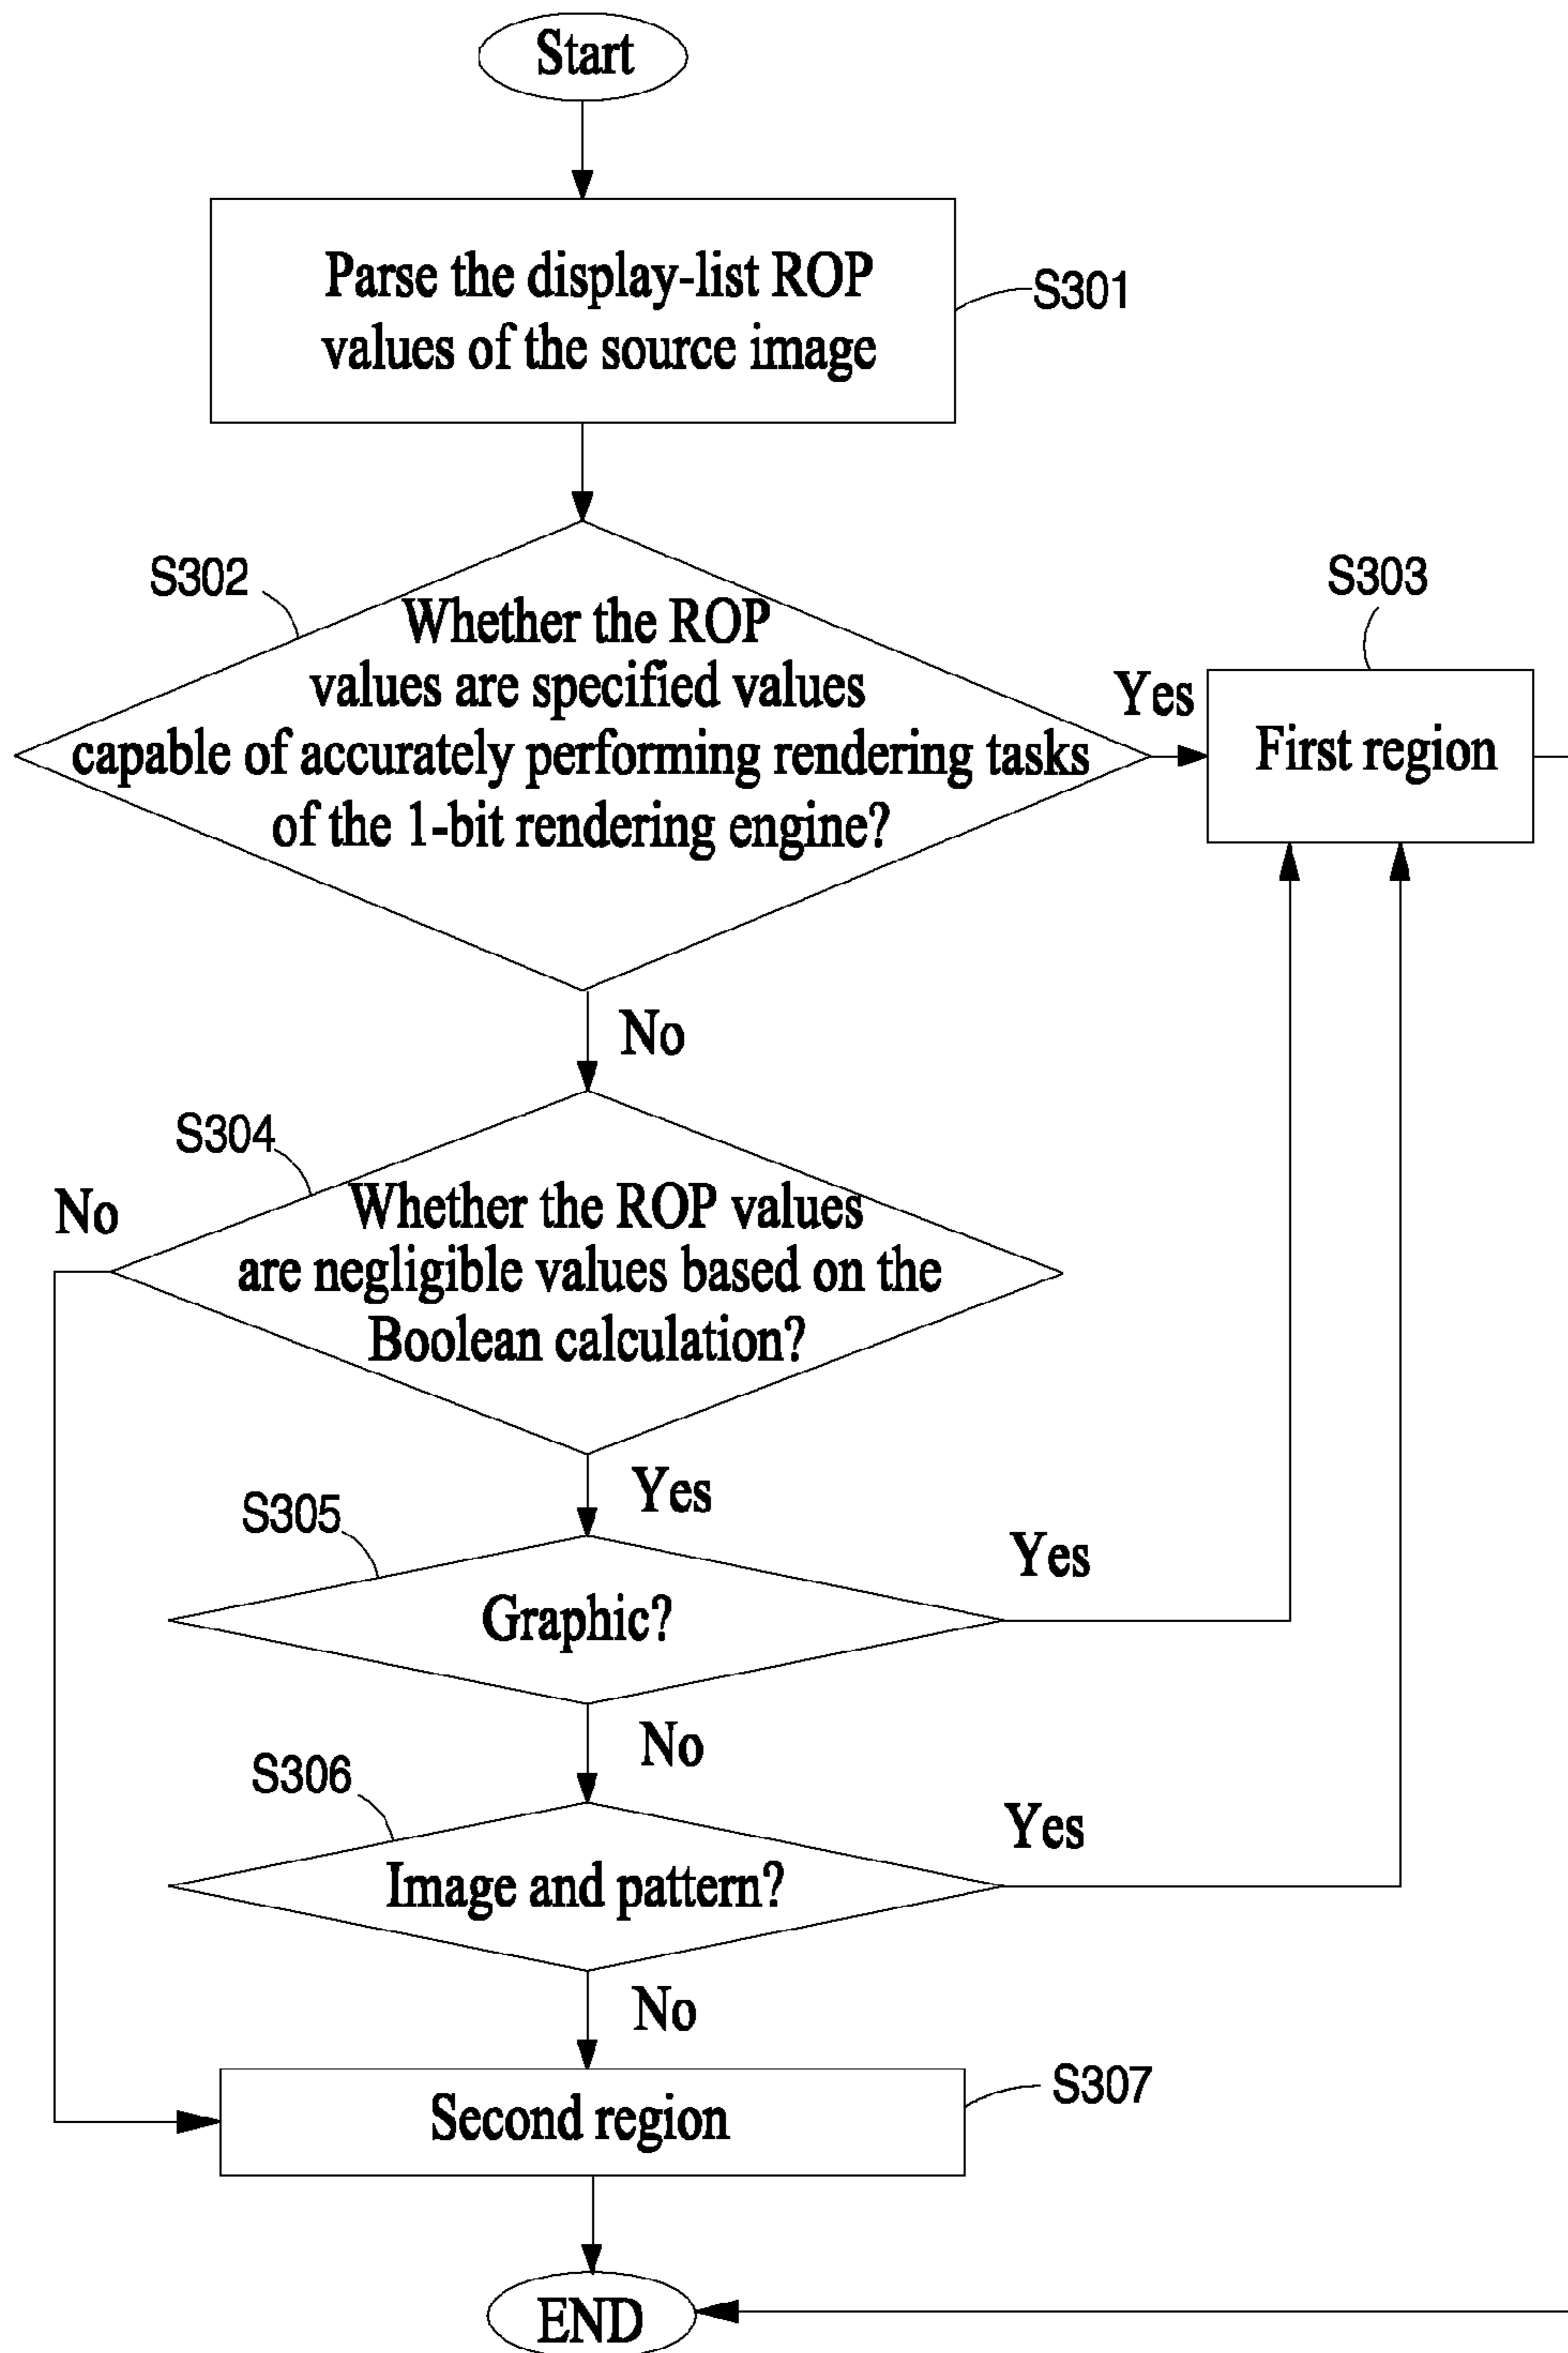 Start
Parse the display-list ROP
values of the source image
S301
S302
Whether the ROP
values are specified values
capable of accurately performing rendering tasks
of the 1-bit rendering engine?
Yes
S303
First region
No
S304
No
Whether the ROP values
are negligible values based on the
Boolean calculation?
Yes
S305
Graphic?
Yes
No
S306
Image and pattern?
Yes
No
Second region
S307
END